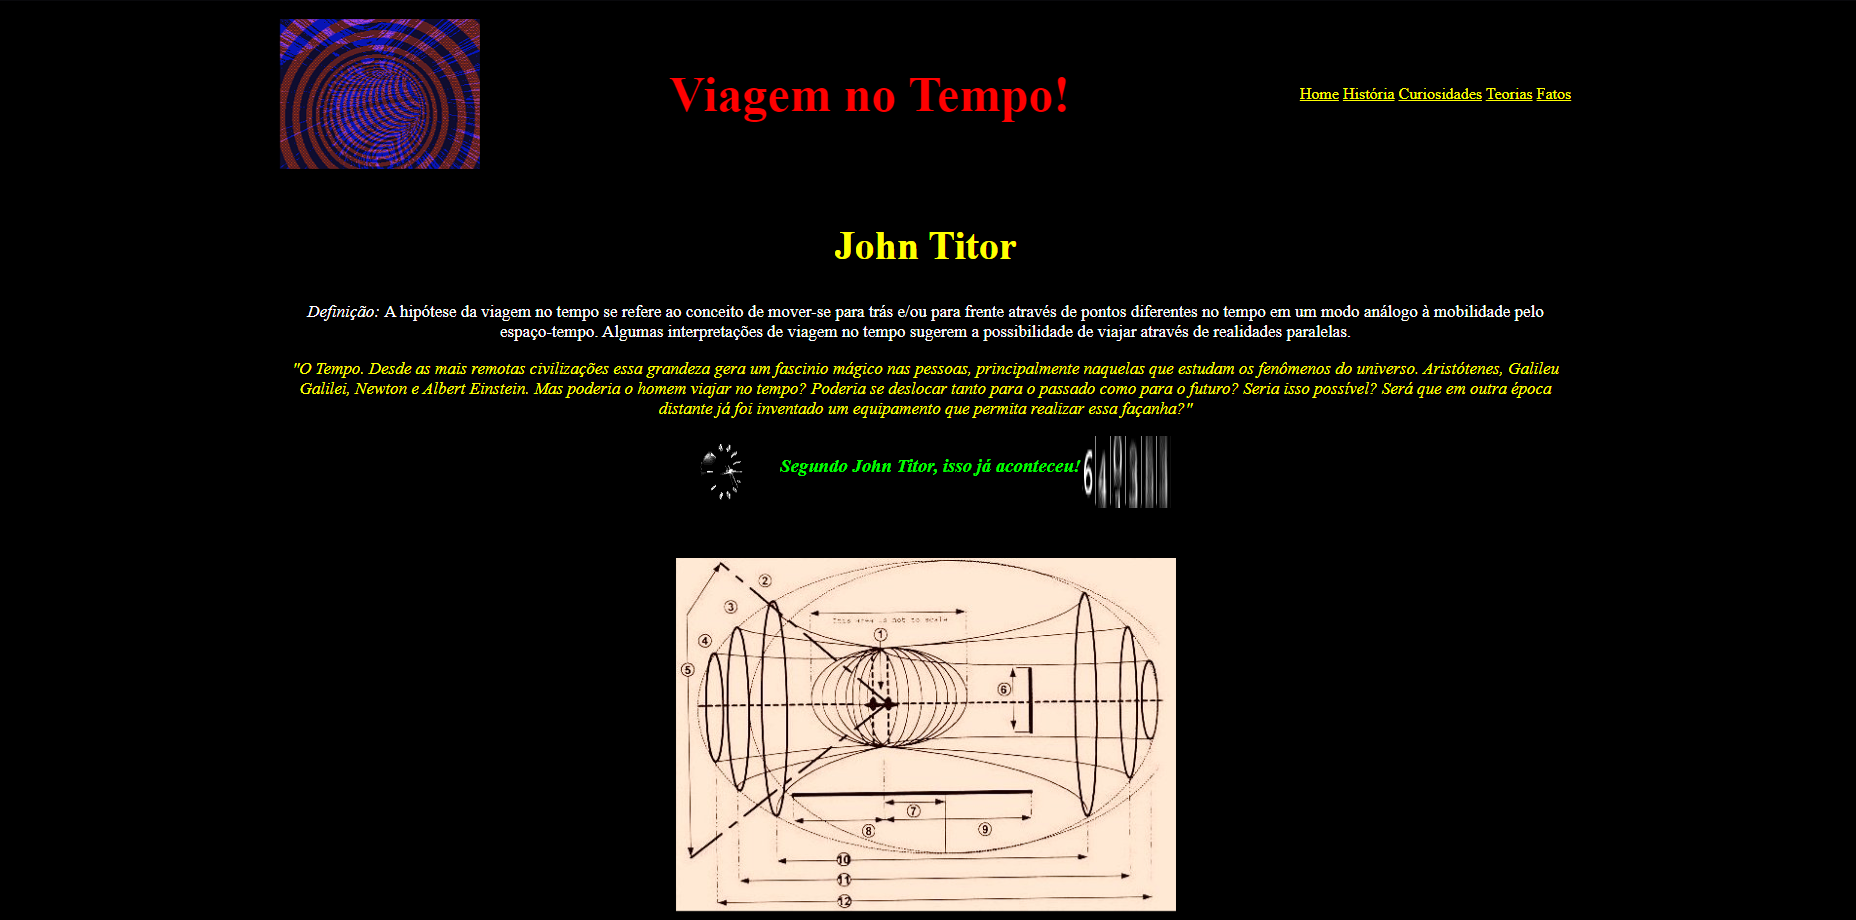 Viagem no Tempo!
Home História Curiosidades Teorias Fatos
John Titor
Definição: A hipótese da viagem no tempo se refere ao conceito de mover-se para trás e/ou para frente através de pontos diferentes no tempo em um modo análogo à mobilidade pelo
espaço-tempo. Algumas interpretações de viagem no tempo sugerem a possibilidade de viajar através de realidades paralelas.
"O Tempo. Desde as mais remotas civilizações essa grandeza gera um fascinio mágico nas pessoas, principalmente naquelas que estudam os fenômenos do universo. Aristótenes, Galileu
Galilei, Newton e Albert Einstein. Mas poderia o homem viajar no tempo? Poderia se deslocar tanto para o passado como para o futuro? Seria isso possível? Será que em outra época
distante já foi inventado um equipamento que permita realizar essa façanha?"
Segundo John Titor, isso já aconteceu!
2
3
This area is not to scale
1
4
5
6
7
8
9
10
11
12